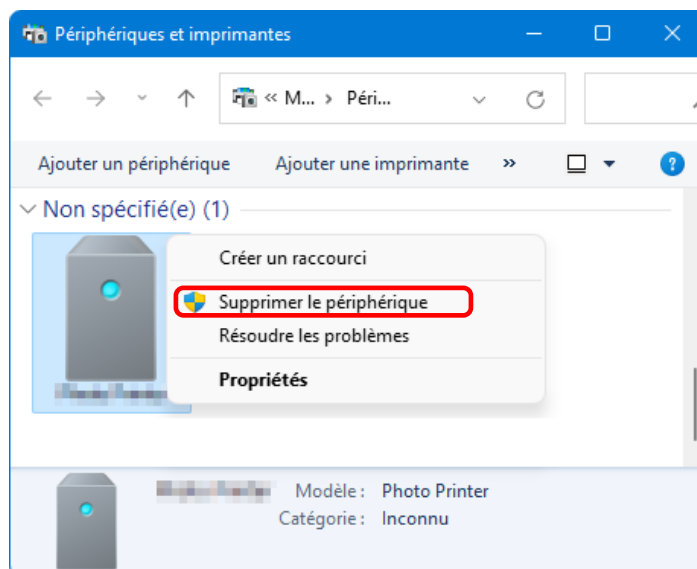 Périphériques et imprimantes
« M... › Péri...
Ajouter un périphérique Ajouter une imprimante »
Non spécifié(e) (1)
Créer un raccourci
Supprimer le périphérique
Résoudre les problèmes
Propriétés
Modèle : Photo Printer
Catégorie : Inconnu